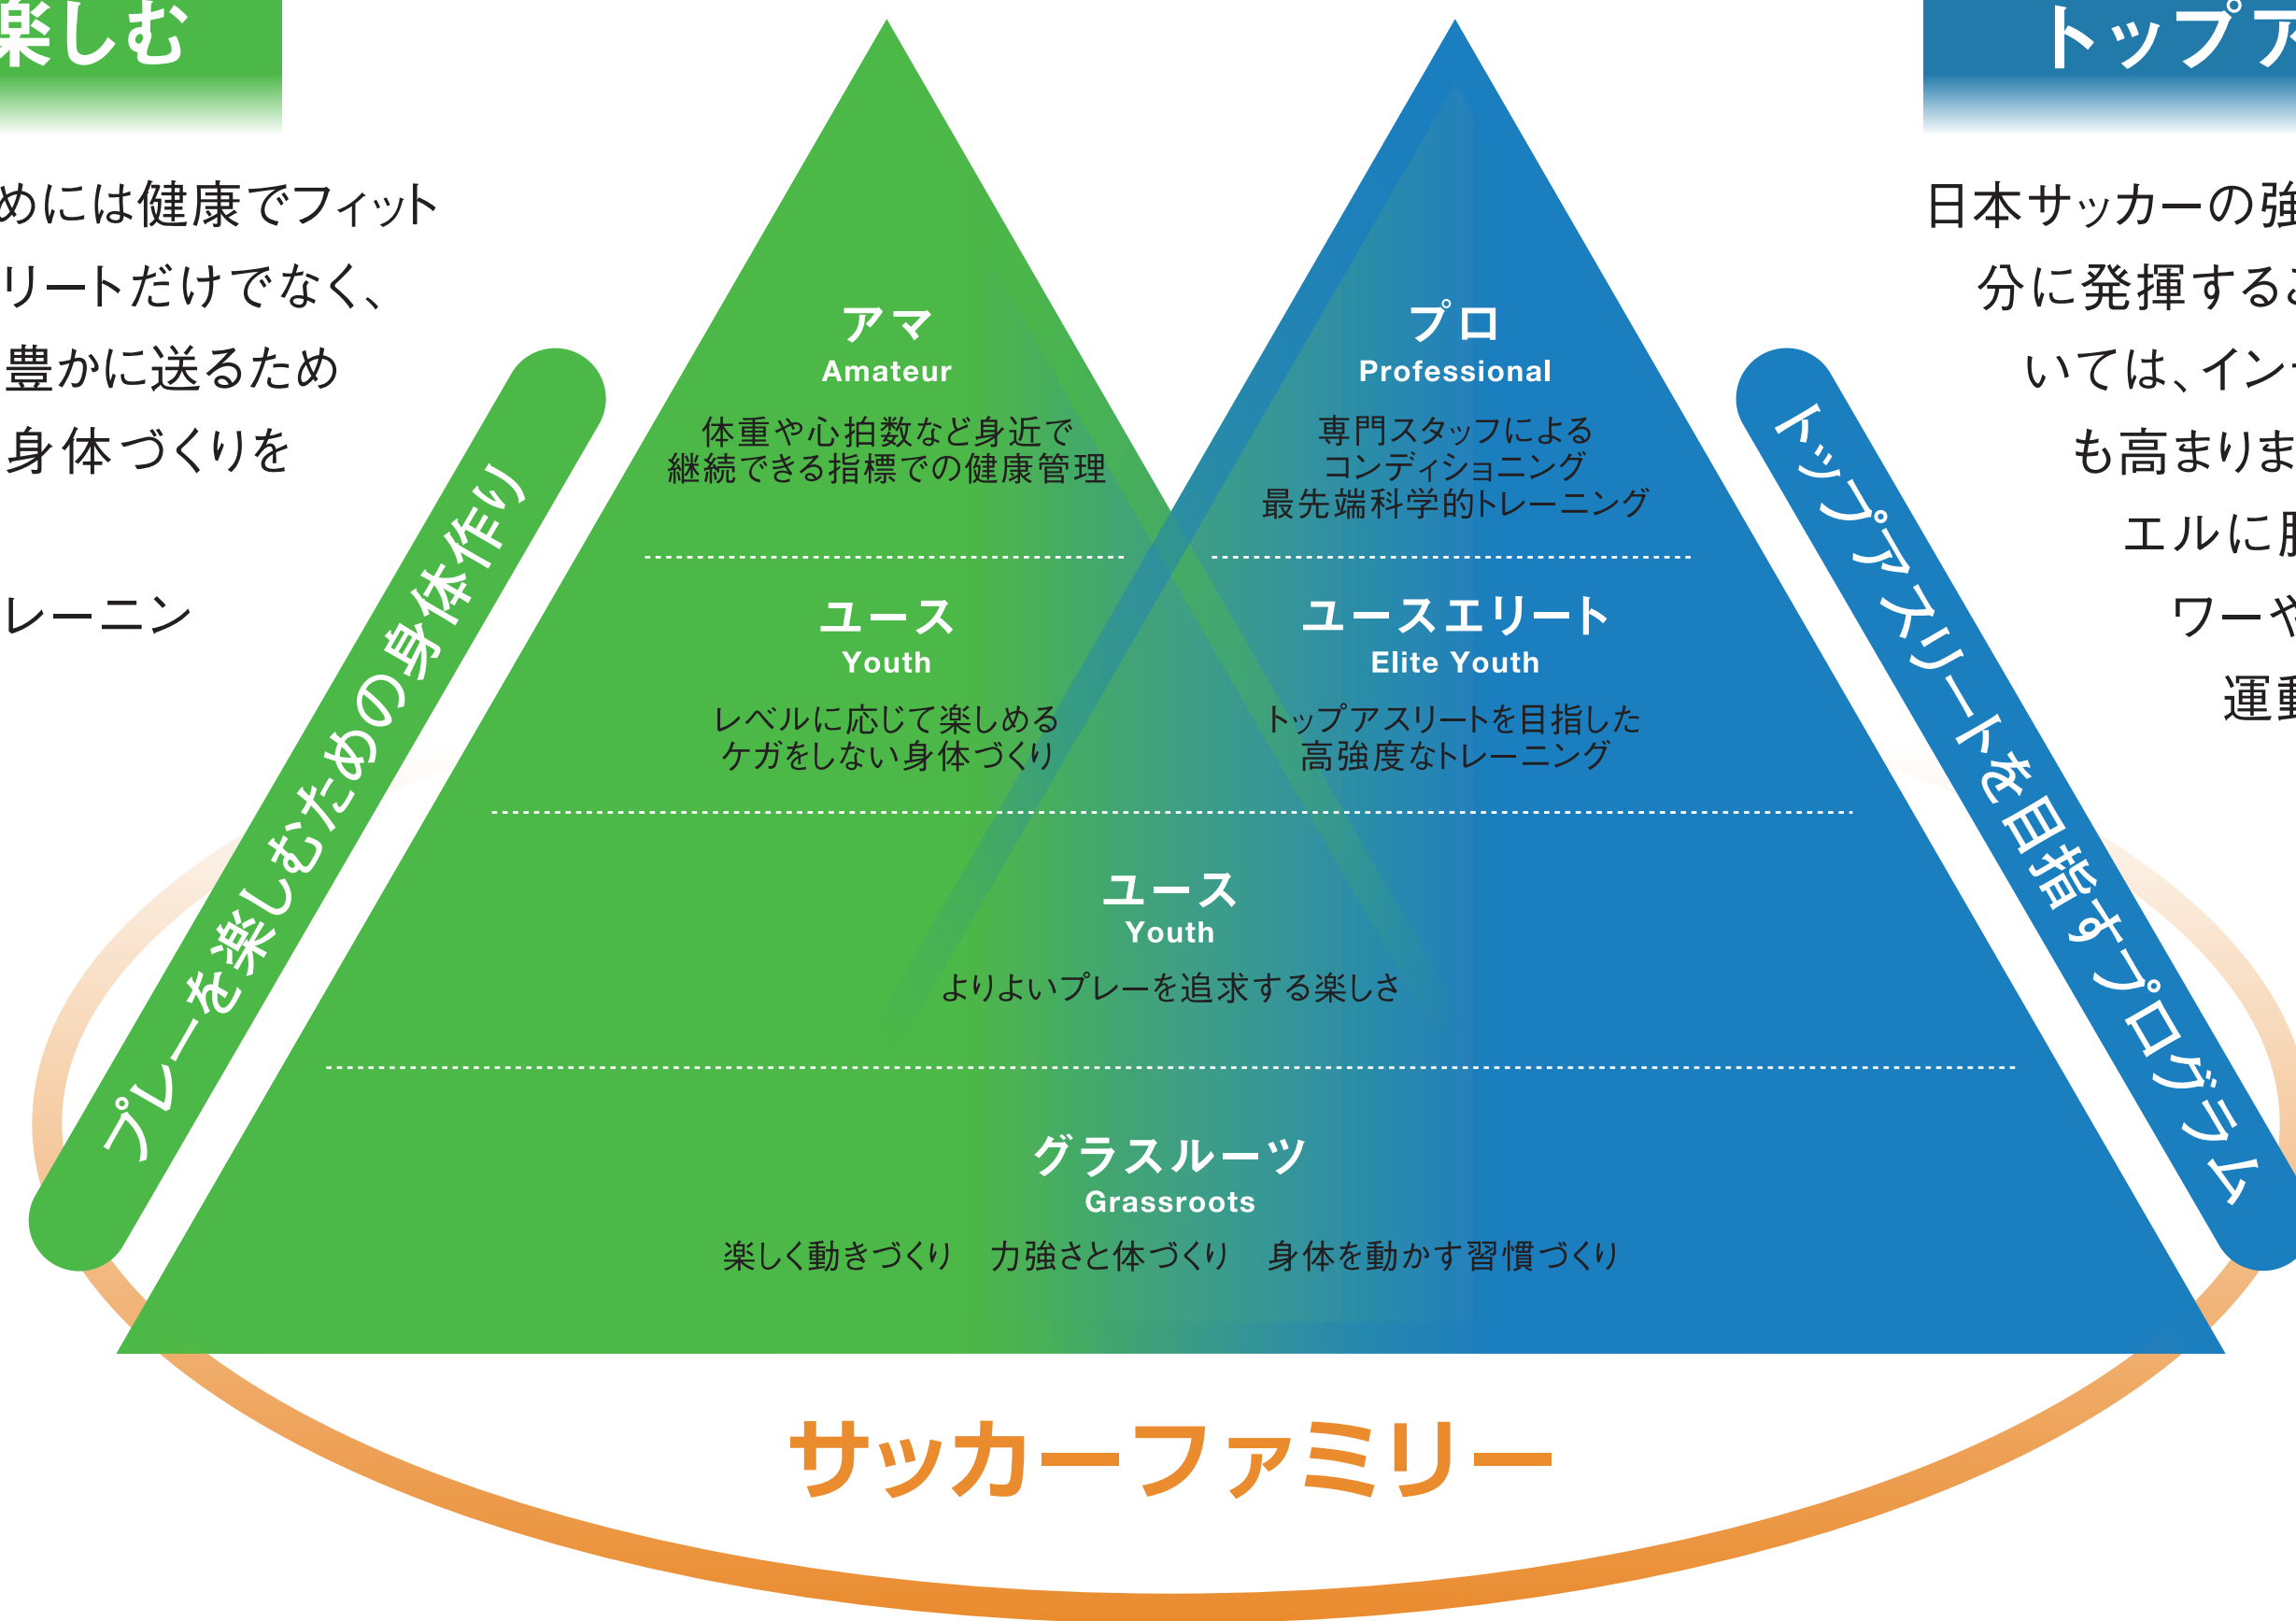 楽しむ
めには健康でフィット
リートだけでなく、
豊かに送るため
身体づくりを
レーニン
プレーを楽しむための身体作り
アマ
Amateur
体重や心拍数など身近で
継続できる指標での健康管理
ユース
Youth
レベルに応じて楽しめる
ケガをしない身体づくり
プロ
Professional
専門スタッフによる
コンディショニング
最先端科学的トレーニング
ユースエリート
Elite Youth
トップアスリートを目指した
高強度なトレーニング
ユース
Youth
よりよいプレーを追求する楽しさ
グラスルーツ
Grassroots
楽しく動きづくり　力強さと体づくり　身体を動かす習慣づくり
サッカーファミリー
トップアスリートを目指すプログラム
トップア
日本サッカーの強
分に発揮する
いては、イン
も高まりま
エルに
ワーや
運動